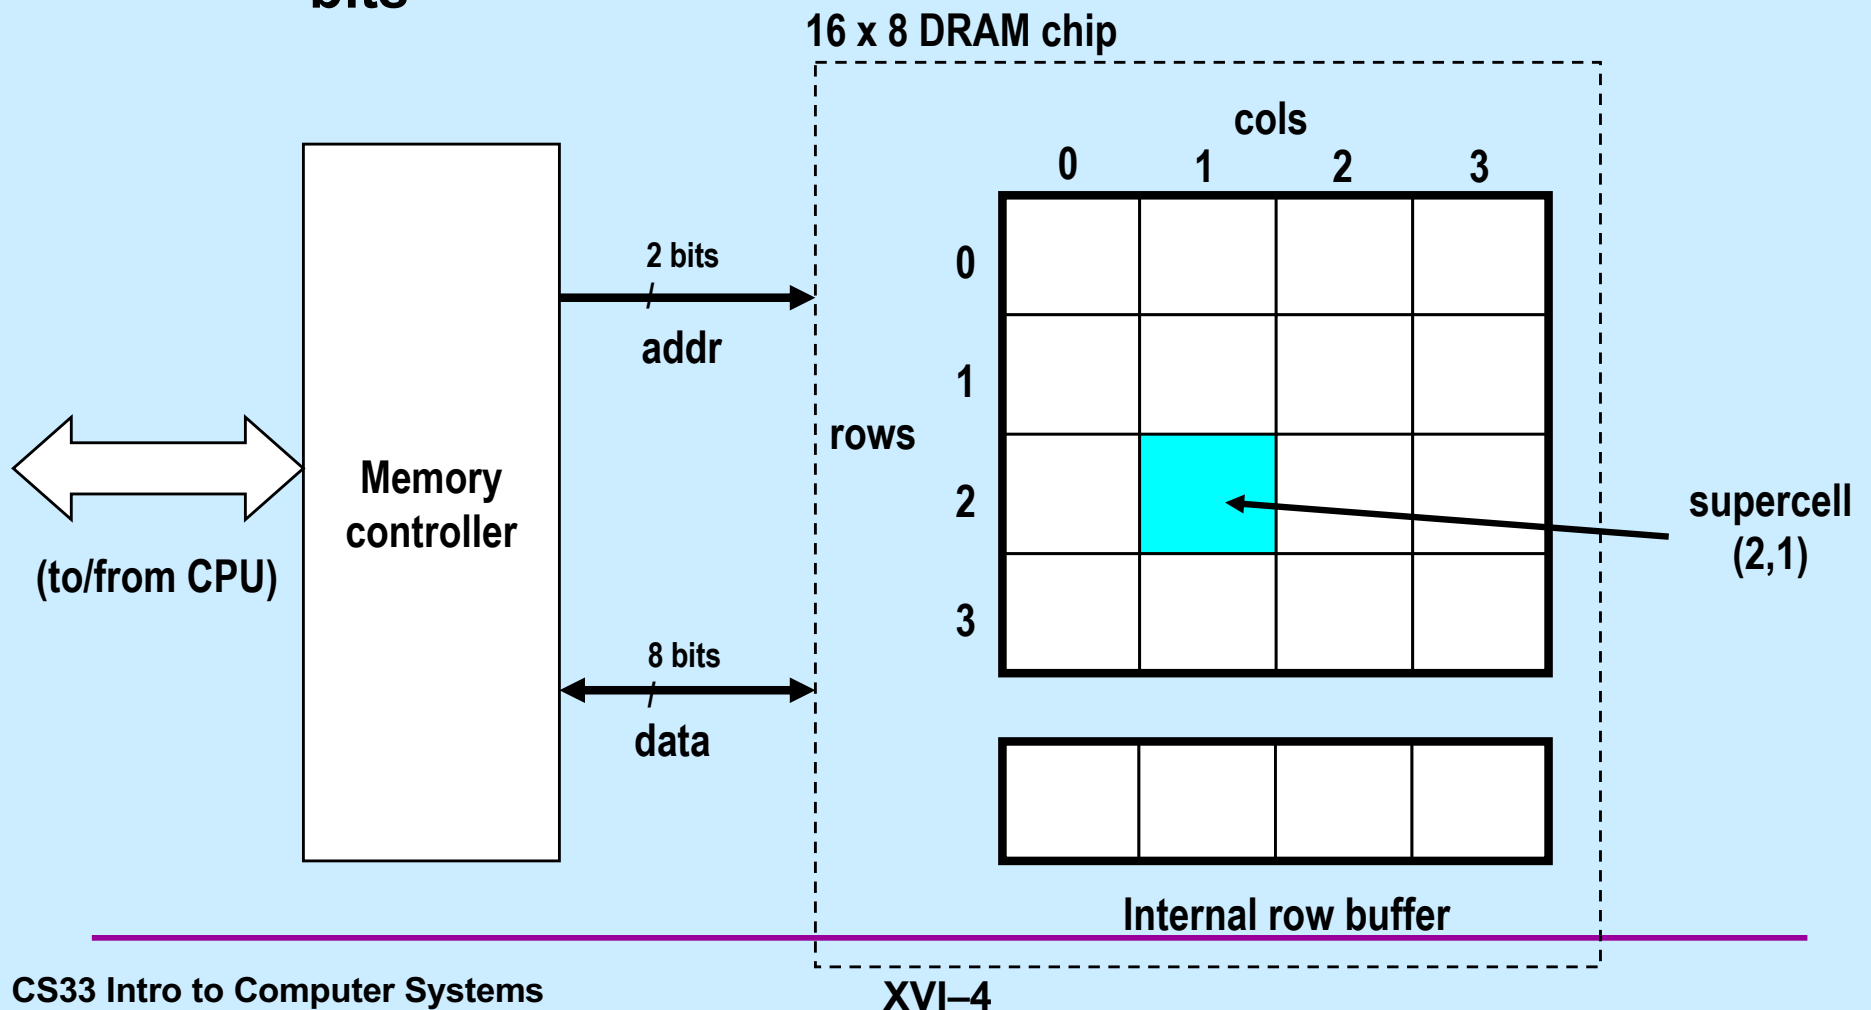 bits
16 x 8 DRAM chip
cols
0 1 2 3
2 bits
addr
0
1
rows
2
3
Memory
controller
(to/from CPU)
supercell
(2,1)
8 bits
data
Internal row buffer
CS33 Intro to Computer Systems
XVI–4